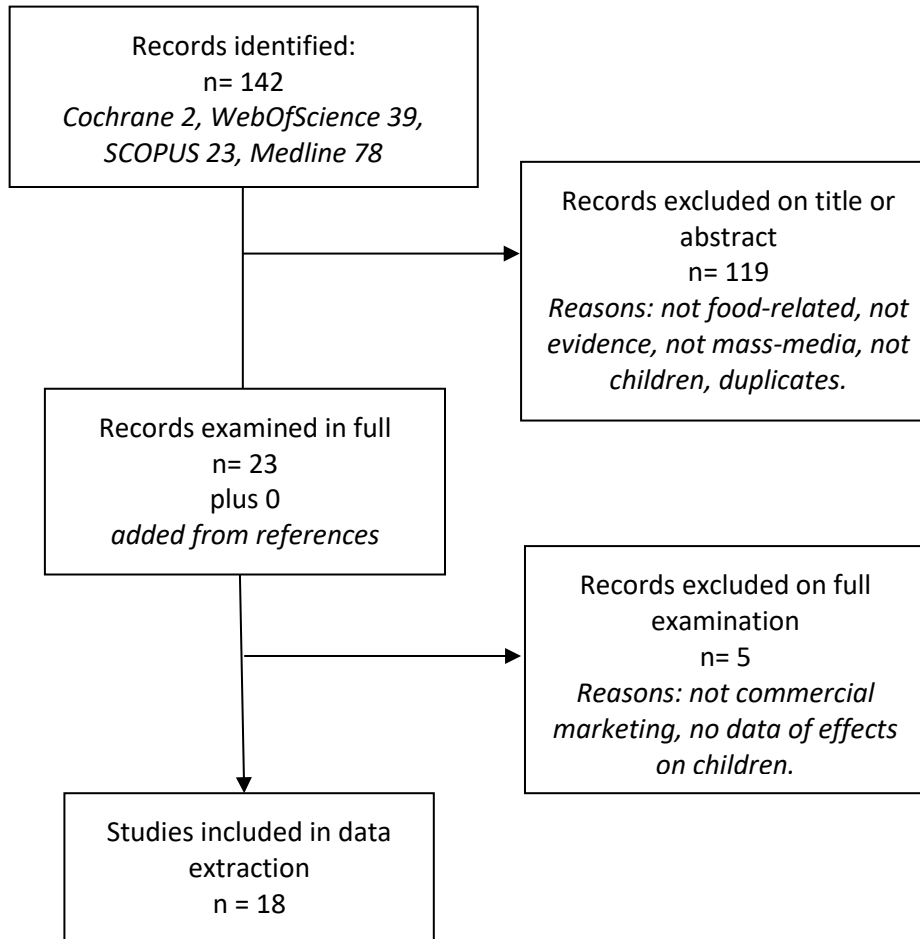 Records identified:
n= 142
Cochrane 2, WebOfScience 39,
SCOPUS 23, Medline 78
Records excluded on title or
abstract
n= 119
Reasons: not food-related, not
evidence, not mass-media, not
children, duplicates.
Records examined in full
n= 23
plus 0
added from references
Records excluded on full
examination
n= 5
Reasons: not commercial
marketing, no data of effects
on children.
Studies included in data
extraction
n = 18